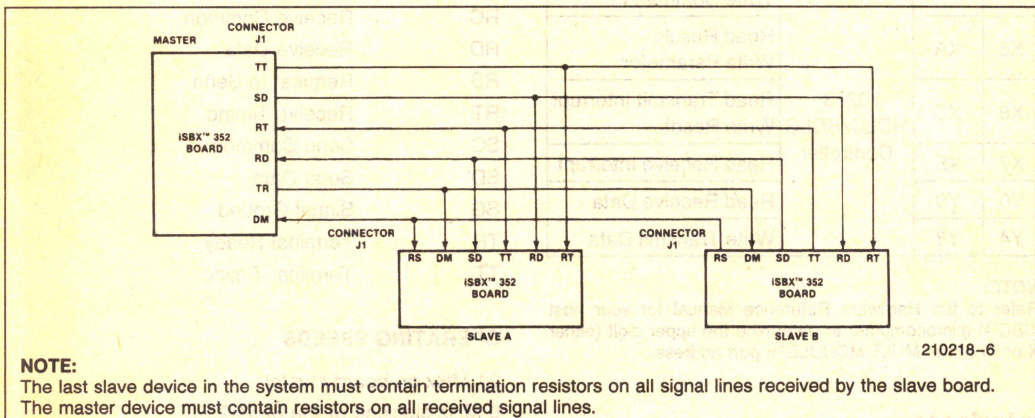 CONNECTOR
J1
MASTER
TT
SD
RT
RD
TR
DM
iSBX™ 352
BOARD
CONNECTOR
J1
RS DM SD TT RD RT
iSBX™ 352
BOARD
SLAVE A
CONNECTOR
J1
RS DM SD TT RD RT
iSBX™ 352
BOARD
SLAVE B
210218–6
NOTE:
The last slave device in the system must contain termination resistors on all signal lines received by the slave board.
The master device must contain resistors on all received signal lines.